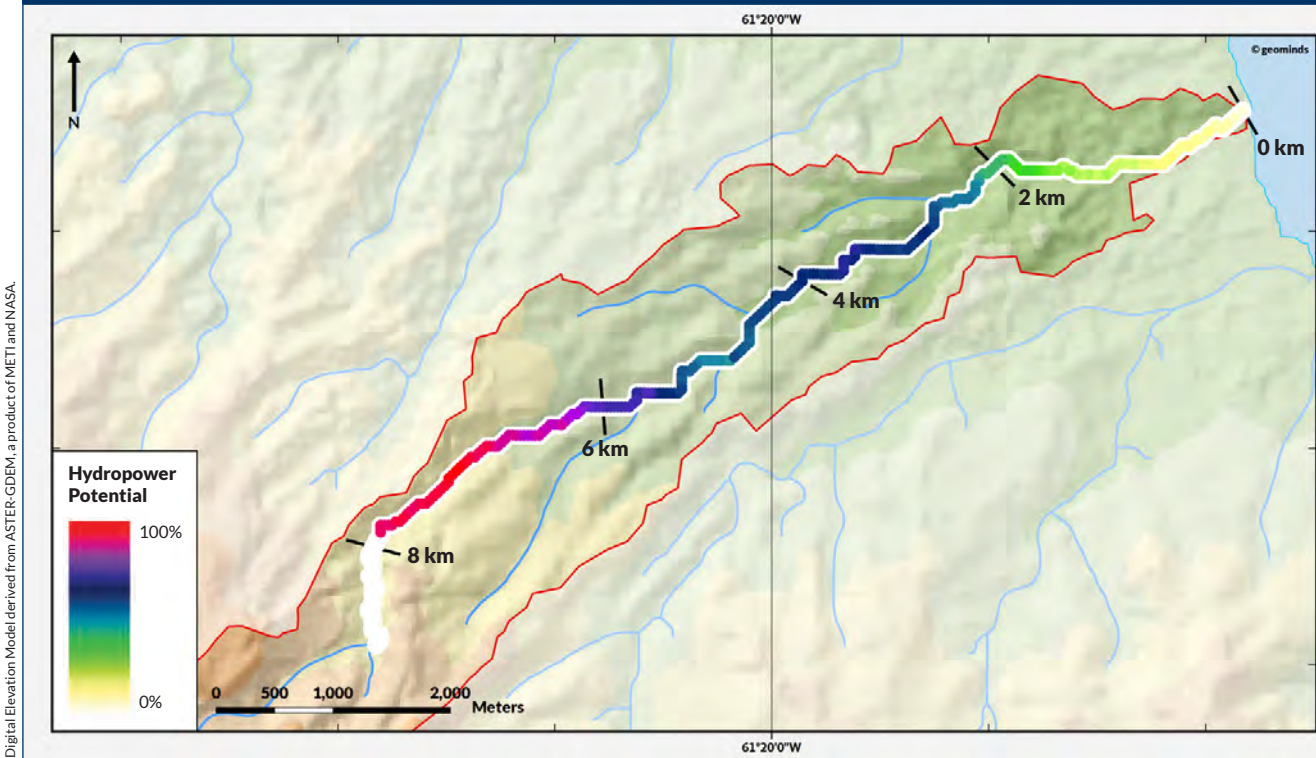 61°20'0"W
© geominds
N
0 km
2 km
4 km
6 km
8 km
Hydropower
Potential
100%
0%
0 500 1,000 2,000
Meters
61°20'0"W
Digital Elevation Model derived from ASTER-GDEM, a product of METI and NASA.